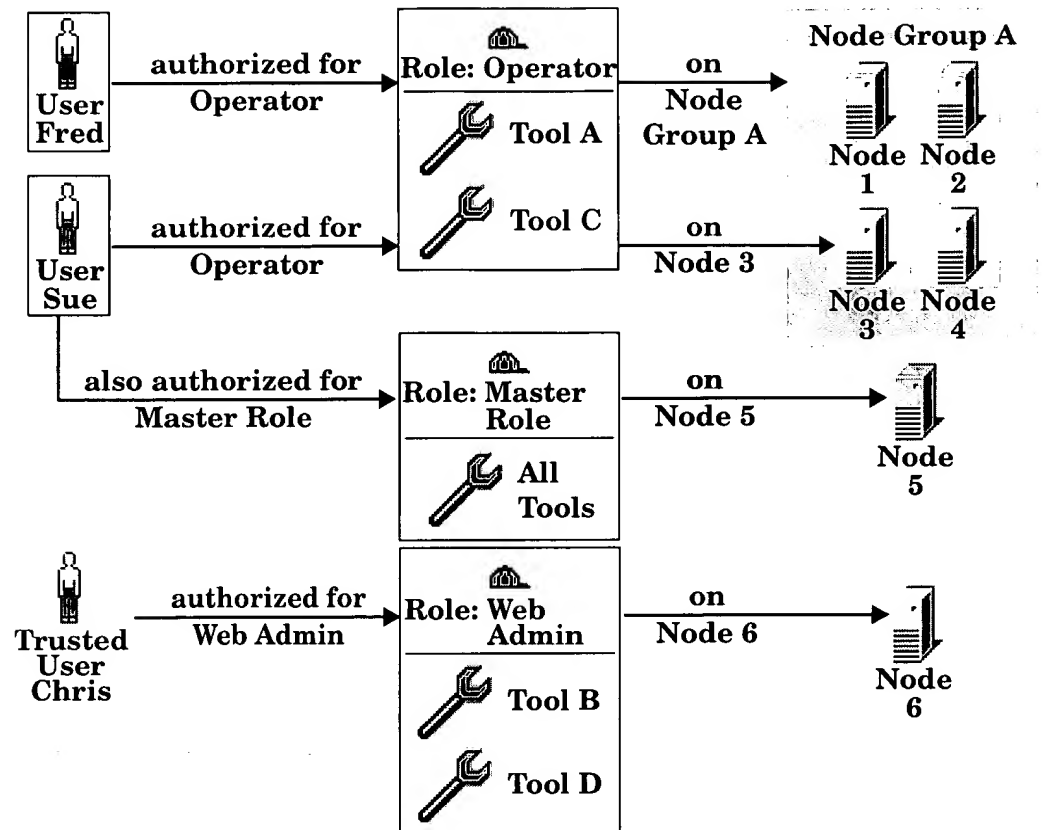 User
Fred
authorized for
Operator
Role: Operator
Tool A
Tool C
on
Node
Group A
Node Group A
Node
1
Node
2
User
Sue
authorized for
Operator
on
Node 3
Node
3
Node
4
also authorized for
Master Role
Role: Master
Role
All
Tools
on
Node 5
Node
5
Trusted
User
Chris
authorized for
Web Admin
Role: Web
Admin
Tool B
Tool D
on
Node 6
Node
6